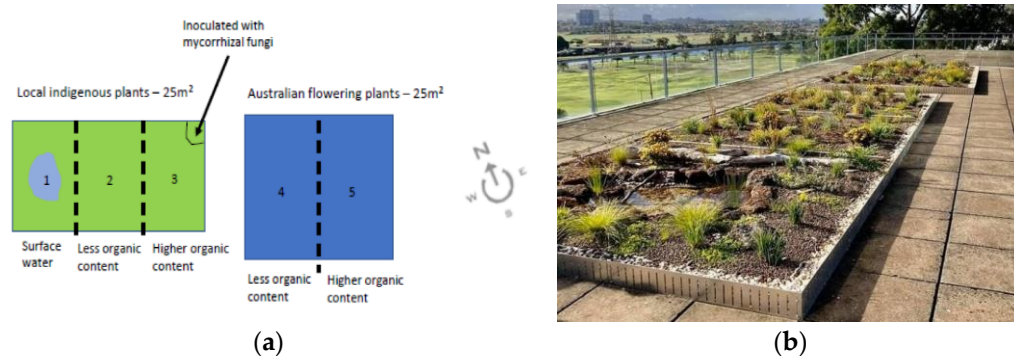 Inoculated with
mycorrhizal fungi
Local indigenous plants – 25m²
Australian flowering plants – 25m²
1
2
3
4
5
N
E
S
W
Surface
water
Less organic
content
Higher organic
content
Less organic
content
Higher organic
content
(a)
(b)